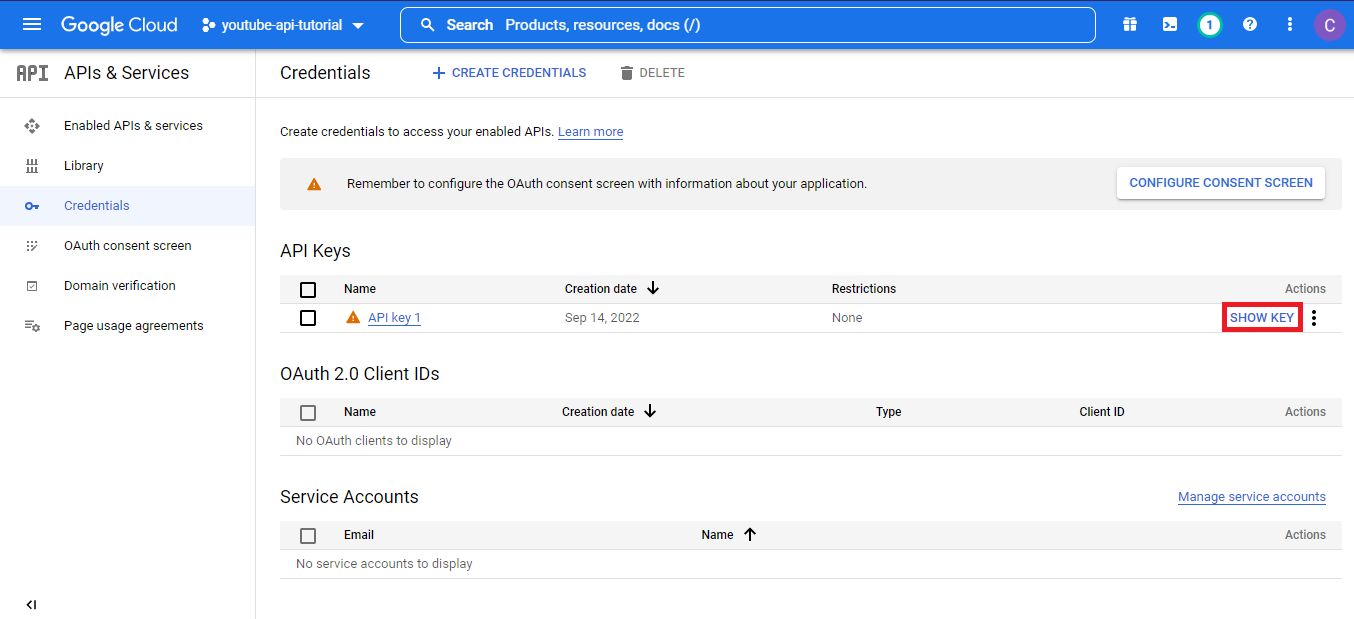 Google Cloud youtube-api-tutorial Search Products, resources, docs (/) 1 C
API APIs & Services
Credentials CREATE CREDENTIALS DELETE
Enabled APIs & services
Library
Credentials
OAuth consent screen
Domain verification
Page usage agreements
Create credentials to access your enabled APIs. Learn more
Remember to configure the OAuth consent screen with information about your application. CONFIGURE CONSENT SCREEN
API Keys
Name Creation date Restrictions Actions
API key 1 Sep 14, 2022 None SHOW KEY
OAuth 2.0 Client IDs
Name Creation date Type Client ID Actions
No OAuth clients to display
Service Accounts Manage service accounts
Email Name Actions
No service accounts to display